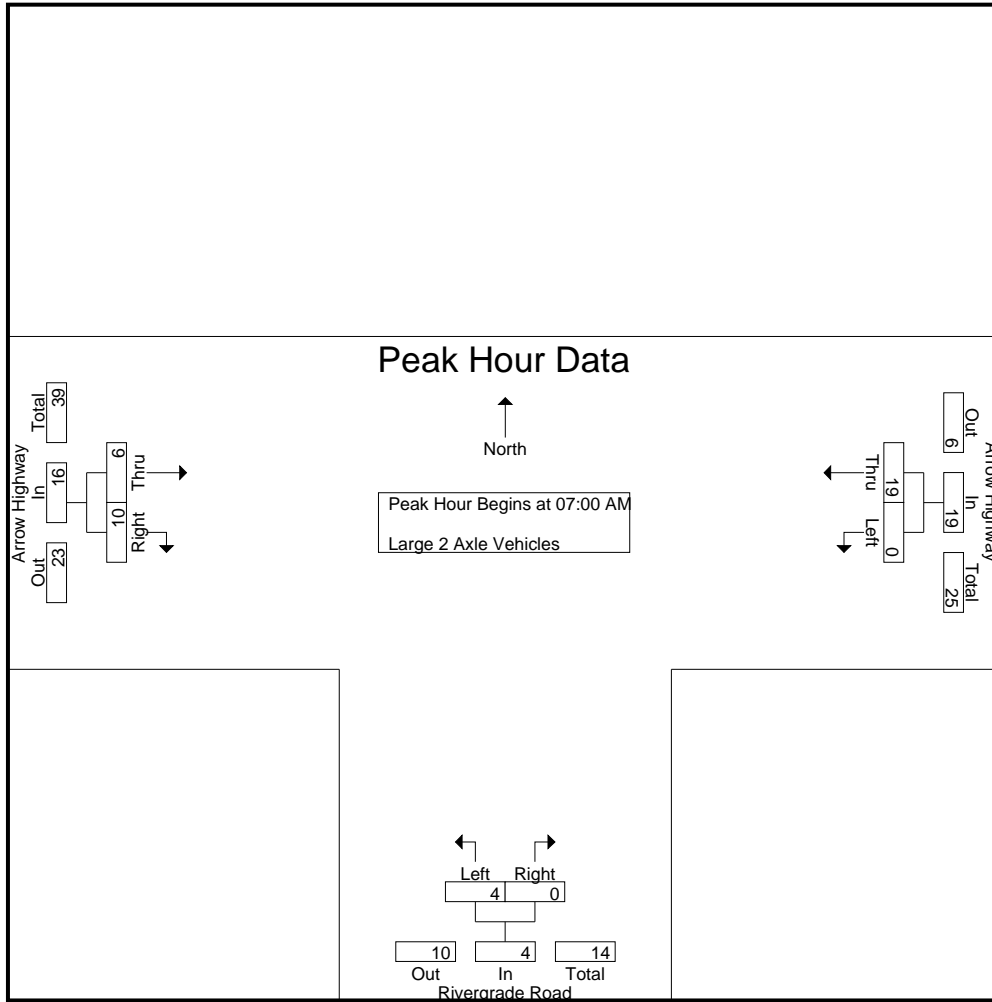 Peak Hour Data
North
Peak Hour Begins at 07:00 AM
Large 2 Axle Vehicles
Arrow Highway
Total
39
In
16
Out
23
Thru
6
Right
10
Arrow Highway
Out
6
In
19
Total
25
Thru
19
Left
0
Left Right
4 0
10 4 14
Out In Total
Rivergrade Road